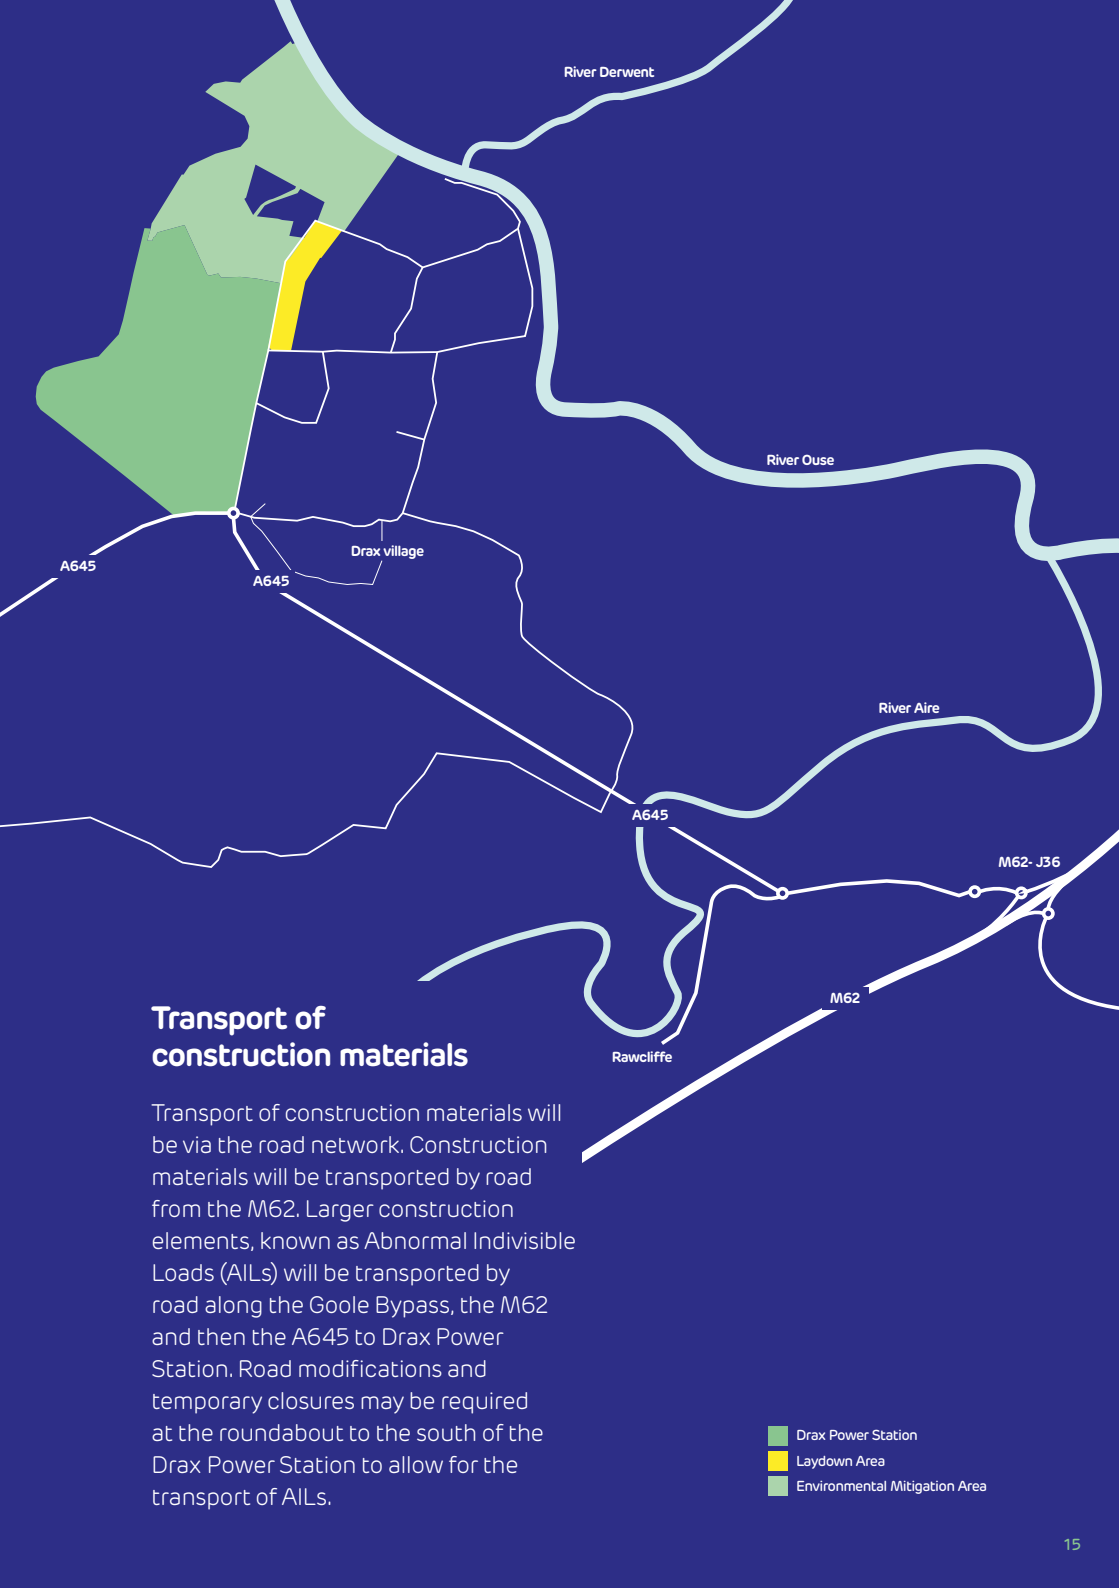 River Derwent
River Ouse
Drax village
A645
A645
River Aire
A645
M62- J36
M62
Rawcliffe
Transport of
construction materials
Transport of construction materials will
be via the road network. Construction
materials will be transported by road
from the M62. Larger construction
elements, known as Abnormal Indivisible
Loads (AILs) will be transported by
road along the Goole Bypass, the M62
and then the A645 to Drax Power
Station. Road modifications and
temporary closures may be required
at the roundabout to the south of the
Drax Power Station to allow for the
transport of AILs.
Drax Power Station
Laydown Area
Environmental Mitigation Area
15